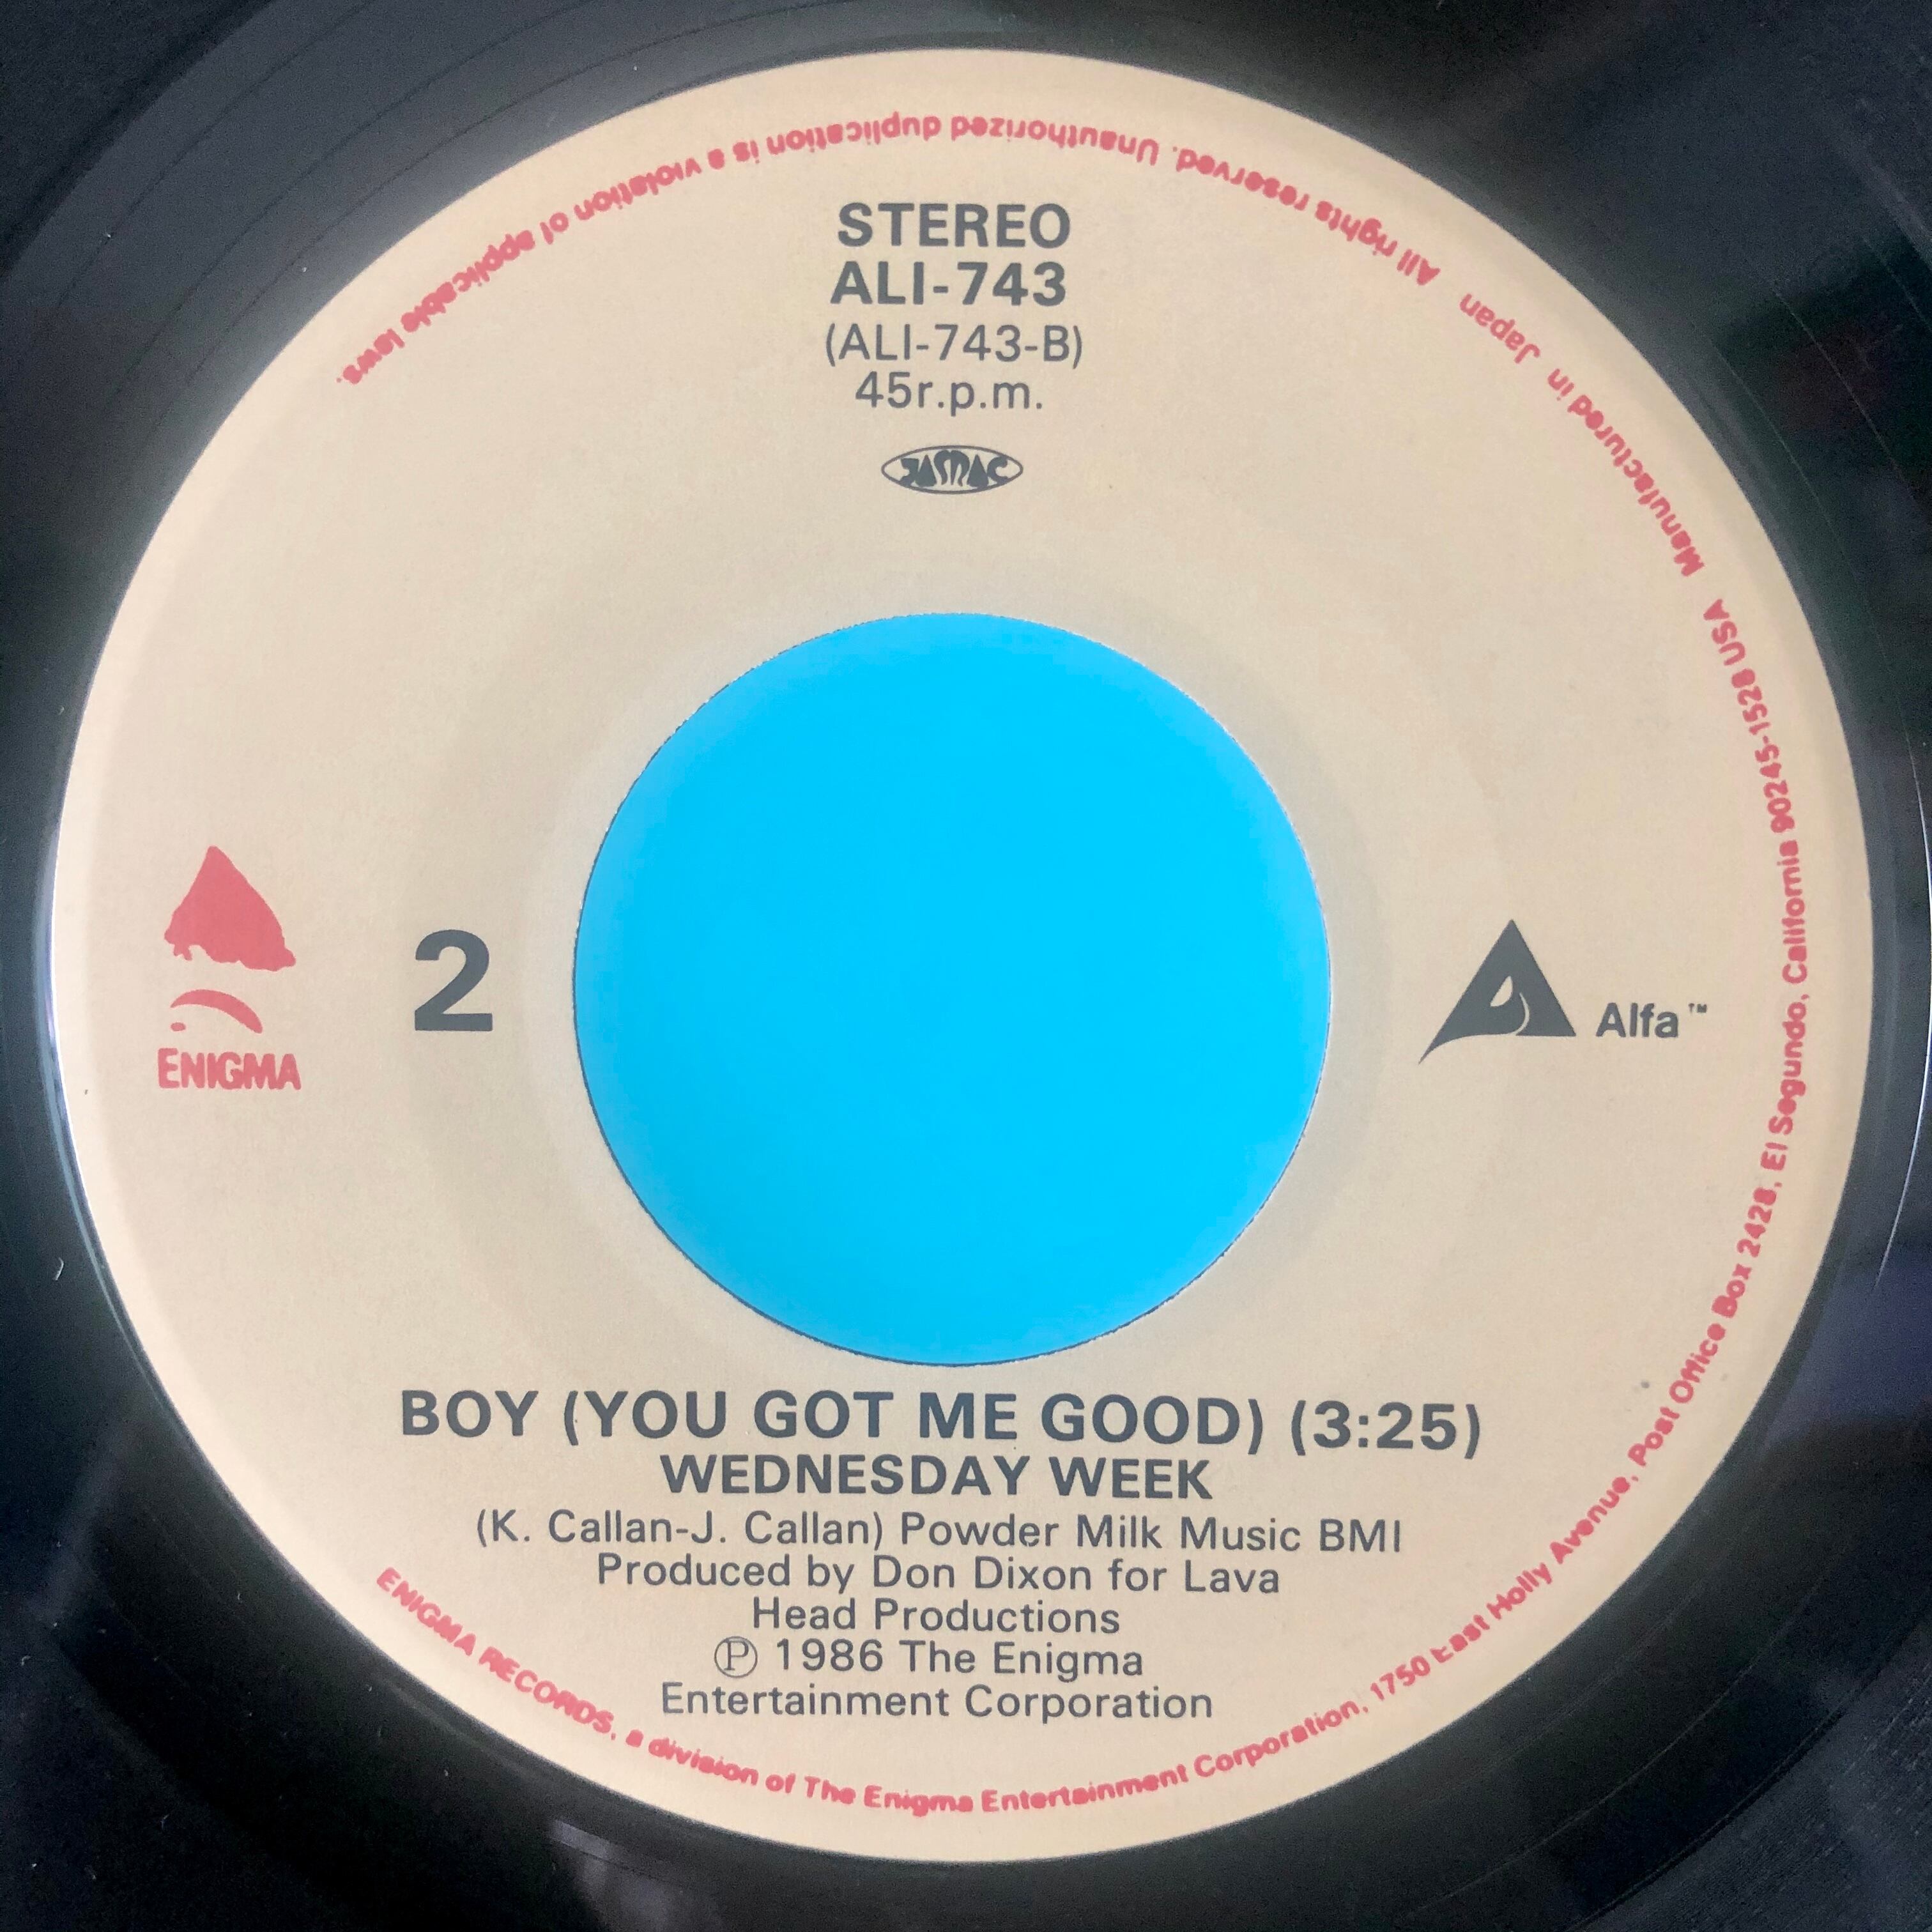 STEREO
ALI-743
(ALI-743-B)
45r.p.m.
JASRAC
ENIGMA
2
Alfa™
BOY (YOU GOT ME GOOD) (3:25)
WEDNESDAY WEEK
(K. Callan-J. Callan) Powder Milk Music BMI
Produced by Don Dixon for Lava
Head Productions
Ⓟ 1986 The Enigma
Entertainment Corporation
ENIGMA RECORDS, a division of The Enigma Entertainment Corporation, 1750 East Holly Avenue, Post Office Box 2428, El Segundo, California 90245-1528 USA Manufactured in Japan All rights reserved. Unauthorized duplication is a violation of applicable laws.